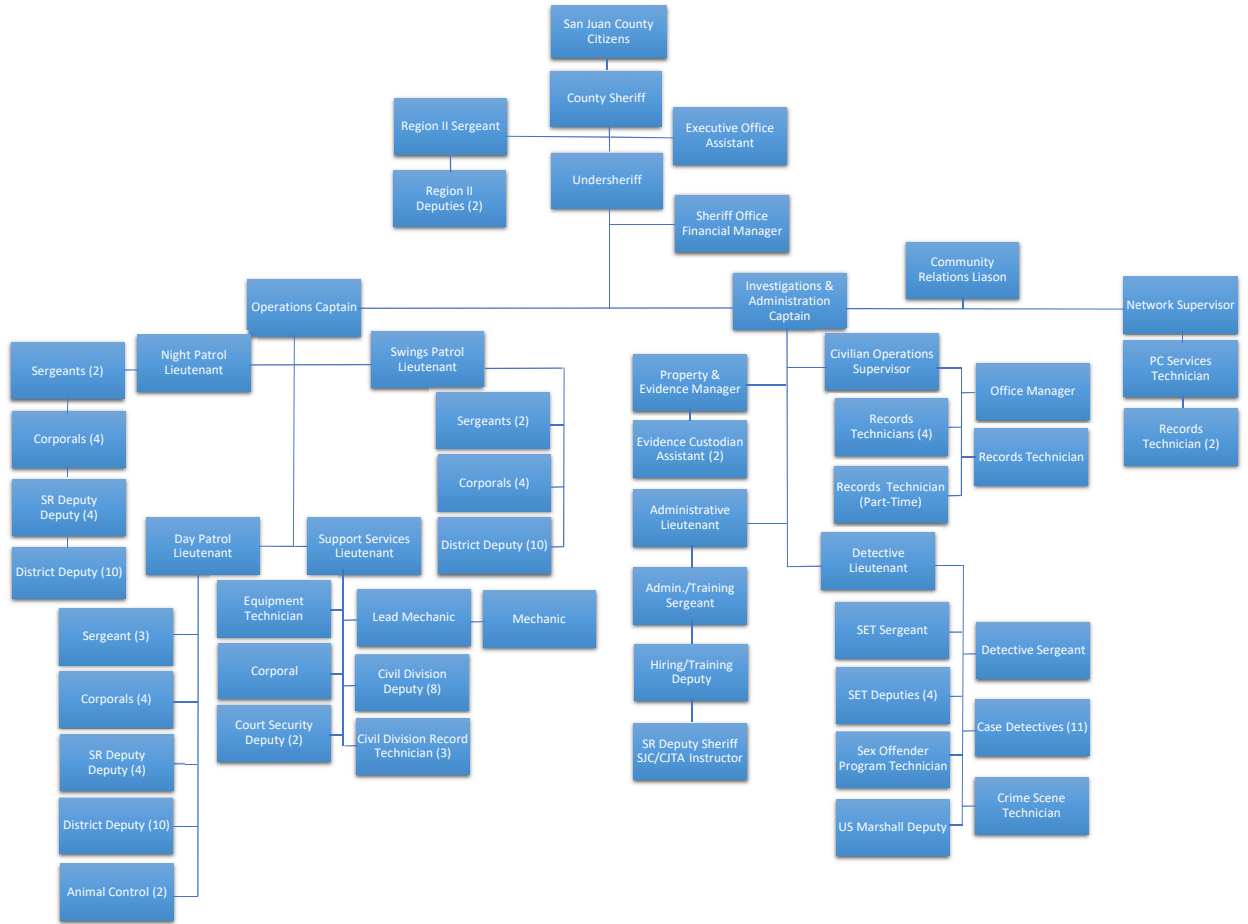 San Juan County
Citizens
County Sheriff
Region II Sergeant
Executive Office
Assistant
Undersheriff
Region II
Deputies (2)
Sheriff Office
Financial Manager
Community
Relations Liason
Operations Captain
Investigations &
Administration
Captain
Network Supervisor
Night Patrol
Lieutenant
Swings Patrol
Lieutenant
Sergeants (2)
Corporals (4)
SR Deputy
Deputy (4)
District Deputy (10)
Sergeants (2)
Corporals (4)
District Deputy (10)
Day Patrol
Lieutenant
Support Services
Lieutenant
Sergeant (3)
Corporals (4)
SR Deputy
Deputy (4)
District Deputy (10)
Animal Control (2)
Equipment
Technician
Lead Mechanic
Mechanic
Corporal
Civil Division
Deputy (8)
Court Security
Deputy (2)
Civil Division Record
Technician (3)
Property &
Evidence Manager
Evidence Custodian
Assistant (2)
Administrative
Lieutenant
Admin./Training
Sergeant
Hiring/Training
Deputy
SR Deputy Sheriff
SJC/CJTA Instructor
Civilian Operations
Supervisor
Office Manager
Records
Technicians (4)
Records Technician
Records Technician
(Part-Time)
Detective
Lieutenant
SET Sergeant
Detective Sergeant
SET Deputies (4)
Case Detectives (11)
Sex Offender
Program Technician
Crime Scene
Technician
US Marshall Deputy
PC Services
Technician
Records
Technician (2)